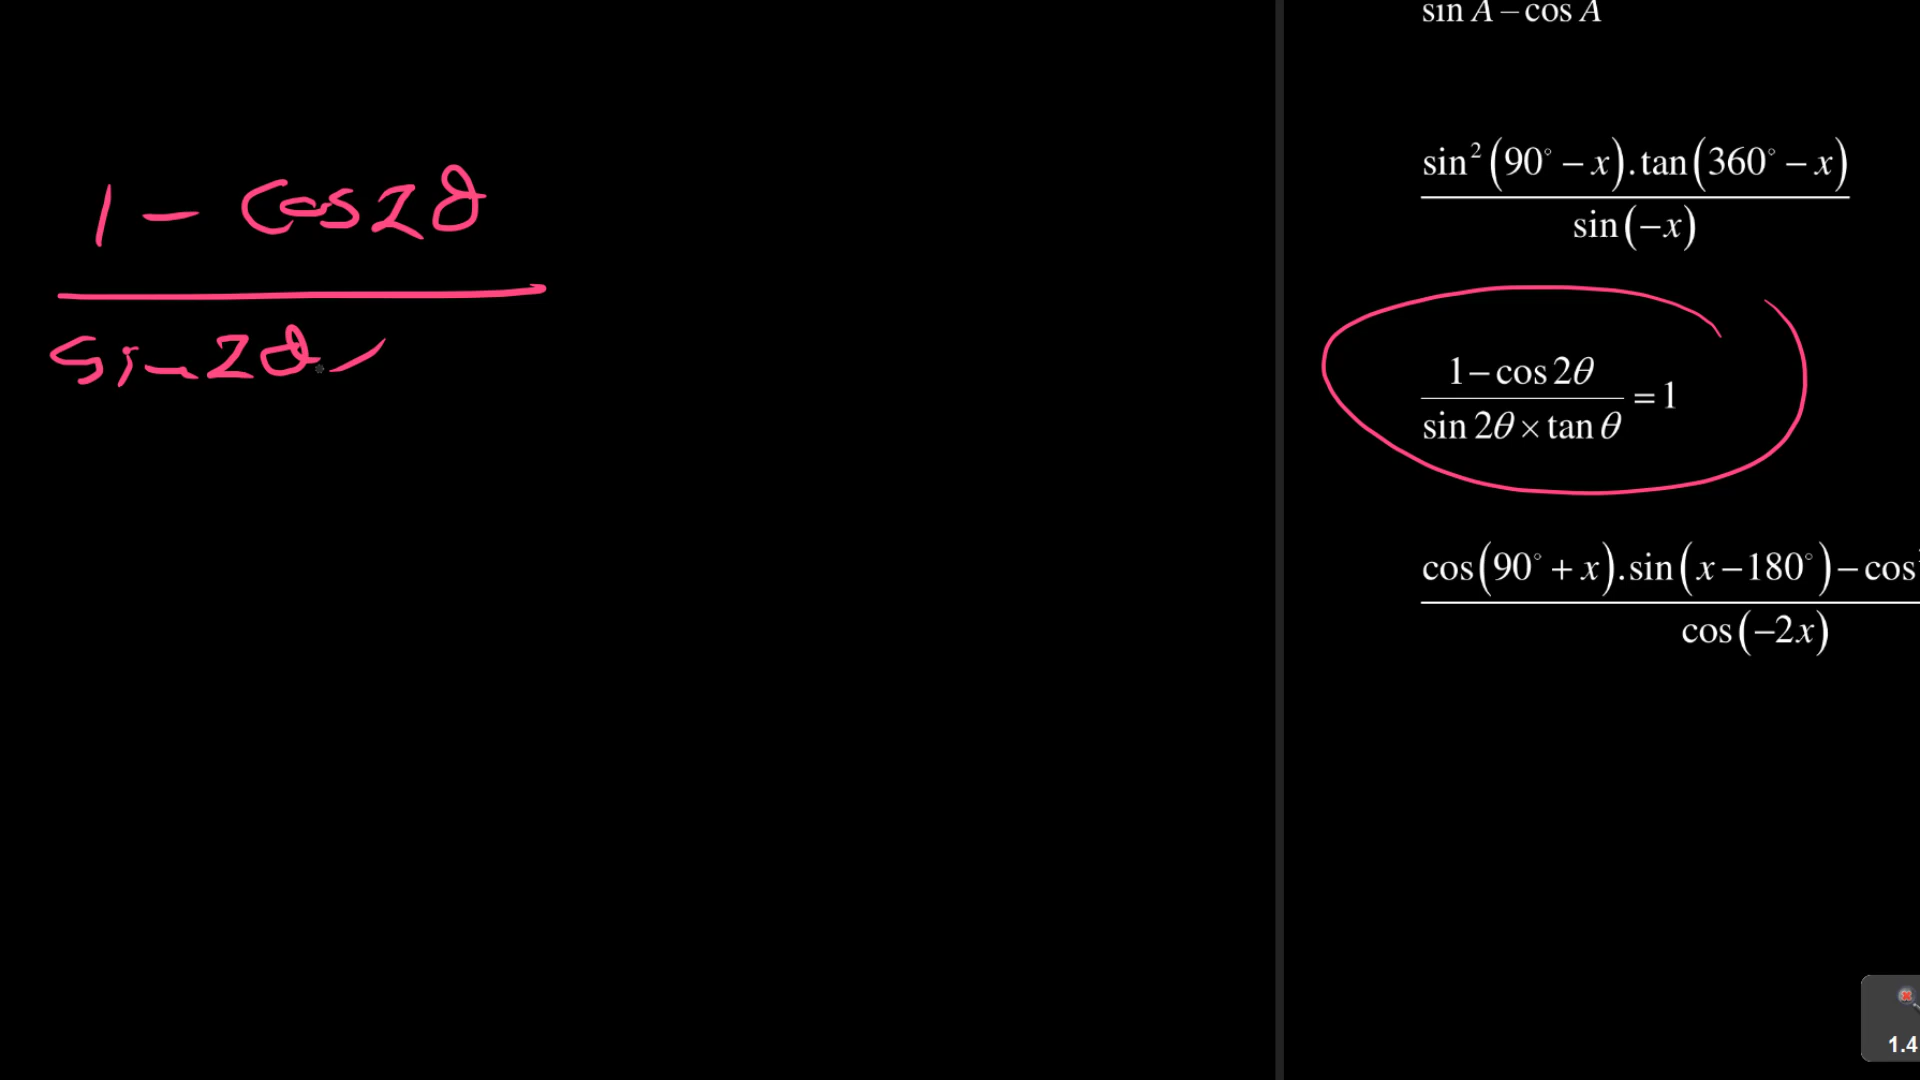 1 - cos2θ
sin2θ
sin A – cos A
sin²(90° – x).tan(360° – x)
sin(–x)
1 – cos 2θ
sin 2θ × tan θ = 1
cos(90° + x).sin(x – 180°) – cos
cos(–2x)
1.4